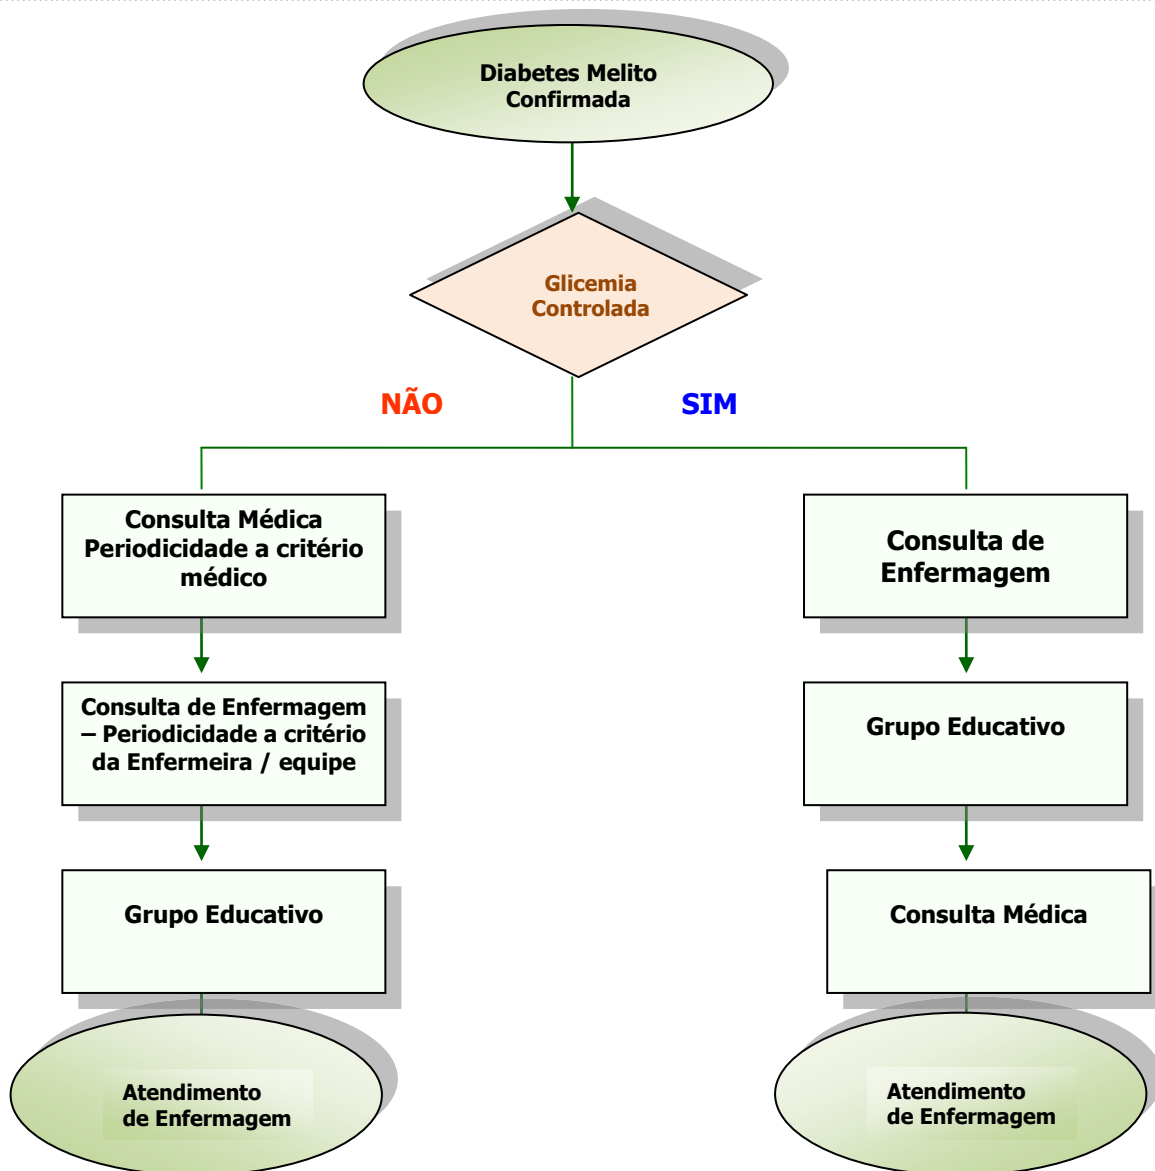 Diabetes Melito
Confirmada
Glicemia
Controlada
NÃO
SIM
Consulta Médica
Periodicidade a critério
médico
Consulta de Enfermagem
– Periodicidade a critério
da Enfermeira / equipe
Grupo Educativo
Atendimento
de Enfermagem
Consulta de
Enfermagem
Grupo Educativo
Consulta Médica
Atendimento
de Enfermagem